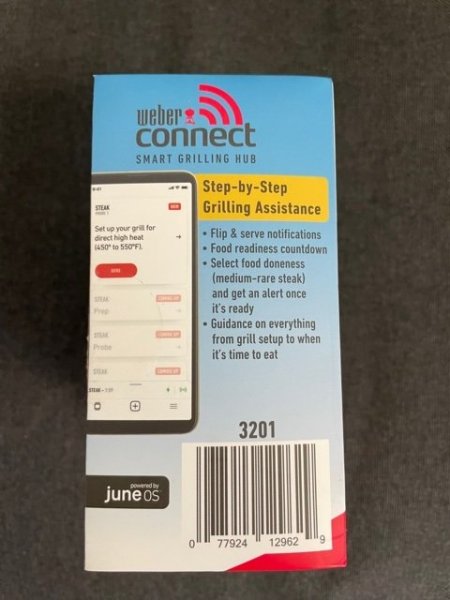 weber
connect
SMART GRILLING HUB
Step-by-Step
Grilling Assistance
• Flip & serve notifications
• Food readiness countdown
• Select food doneness
(medium-rare steak)
and get an alert once
it's ready
• Guidance on everything
from grill setup to when
it's time to eat
STEAK
Set up your grill for
direct high heat
(450° to 550°F).
STEAK
Prep
STEAK
Probe
STEAK
3201
powered by
june OS
0 77924 12962 9